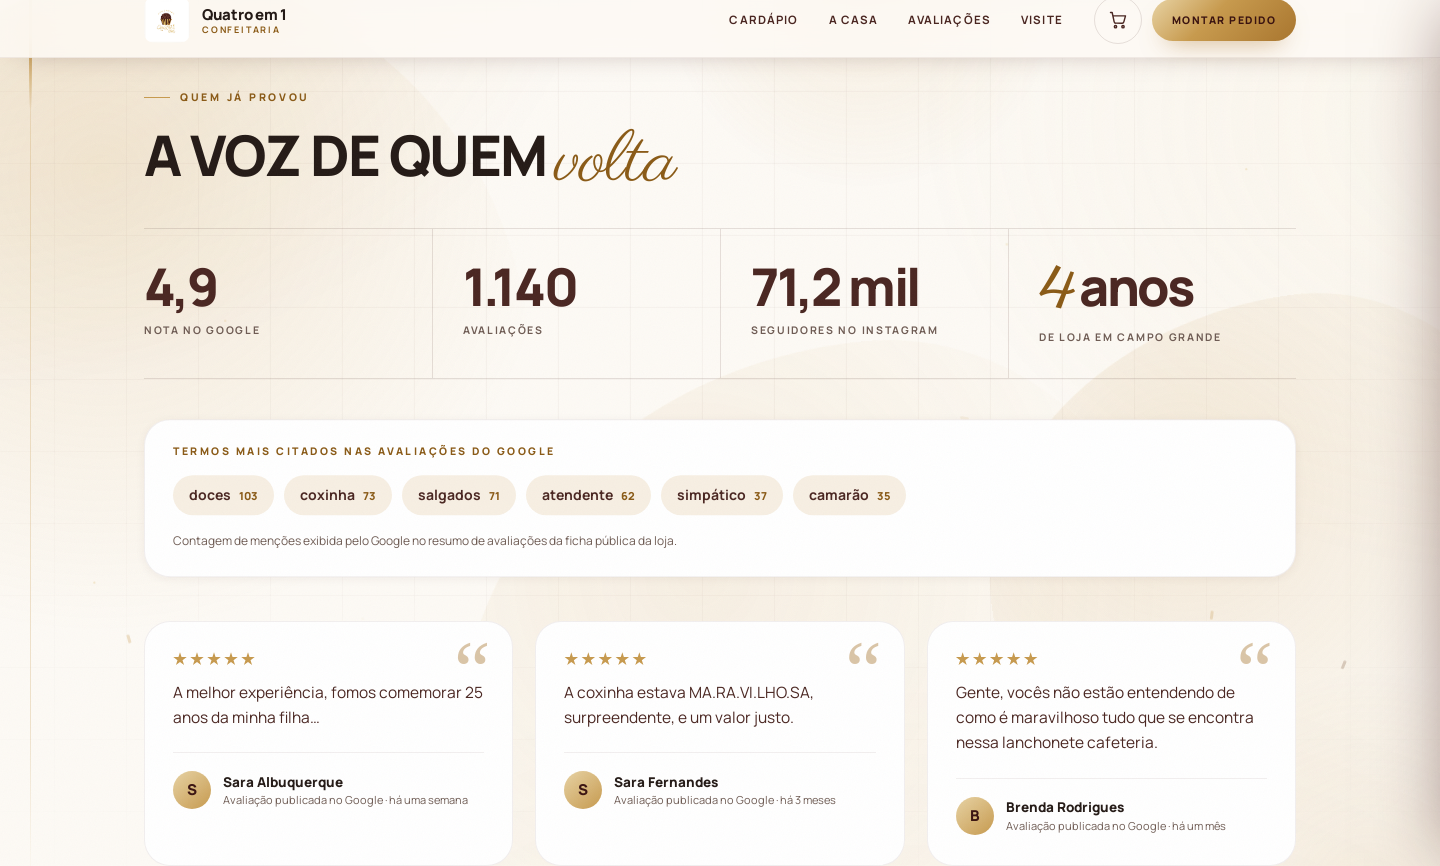 Quatro em 1
CONFEITARIA
CARDÁPIO
A CASA
AVALIAÇÕES
VISITE
MONTAR PEDIDO
QUEM JÁ PROVOU
A VOZ DE QUEM volta
4,9
NOTA NO GOOGLE
1.140
AVALIAÇÕES
71,2 mil
SEGUIDORES NO INSTAGRAM
4 anos
DE LOJA EM CAMPO GRANDE
TERMOS MAIS CITADOS NAS AVALIAÇÕES DO GOOGLE
doces 103
coxinha 73
salgados 71
atendente 62
simpático 37
camarão 35
Contagem de menções exibida pelo Google no resumo de avaliações da ficha pública da loja.
★★★★★
“
A melhor experiência, fomos comemorar 25
anos da minha filha…
S
Sara Albuquerque
Avaliação publicada no Google · há uma semana
★★★★★
“
A coxinha estava MA.RA.VI.LHO.SA,
surpreendente, e um valor justo.
S
Sara Fernandes
Avaliação publicada no Google · há 3 meses
★★★★★
“
Gente, vocês não estão entendendo de
como é maravilhoso tudo que se encontra
nessa lanchonete cafeteria.
B
Brenda Rodrigues
Avaliação publicada no Google · há um mês